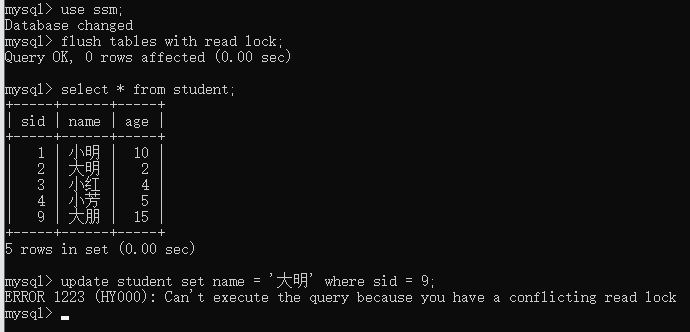 mysql> use ssm;
Database changed
mysql> flush tables with read lock;
Query OK, 0 rows affected (0.00 sec)

mysql> select * from student;
+-----+------+-----+
| sid | name | age |
+-----+------+-----+
|   1 | 小明 |  10 |
|   2 | 大明 |   2 |
|   3 | 小红 |   4 |
|   4 | 小芳 |   5 |
|   9 | 大朋 |  15 |
+-----+------+-----+
5 rows in set (0.00 sec)

mysql> update student set name = '大明' where sid = 9;
ERROR 1223 (HY000): Can't execute the query because you have a conflicting read lock
mysql> _